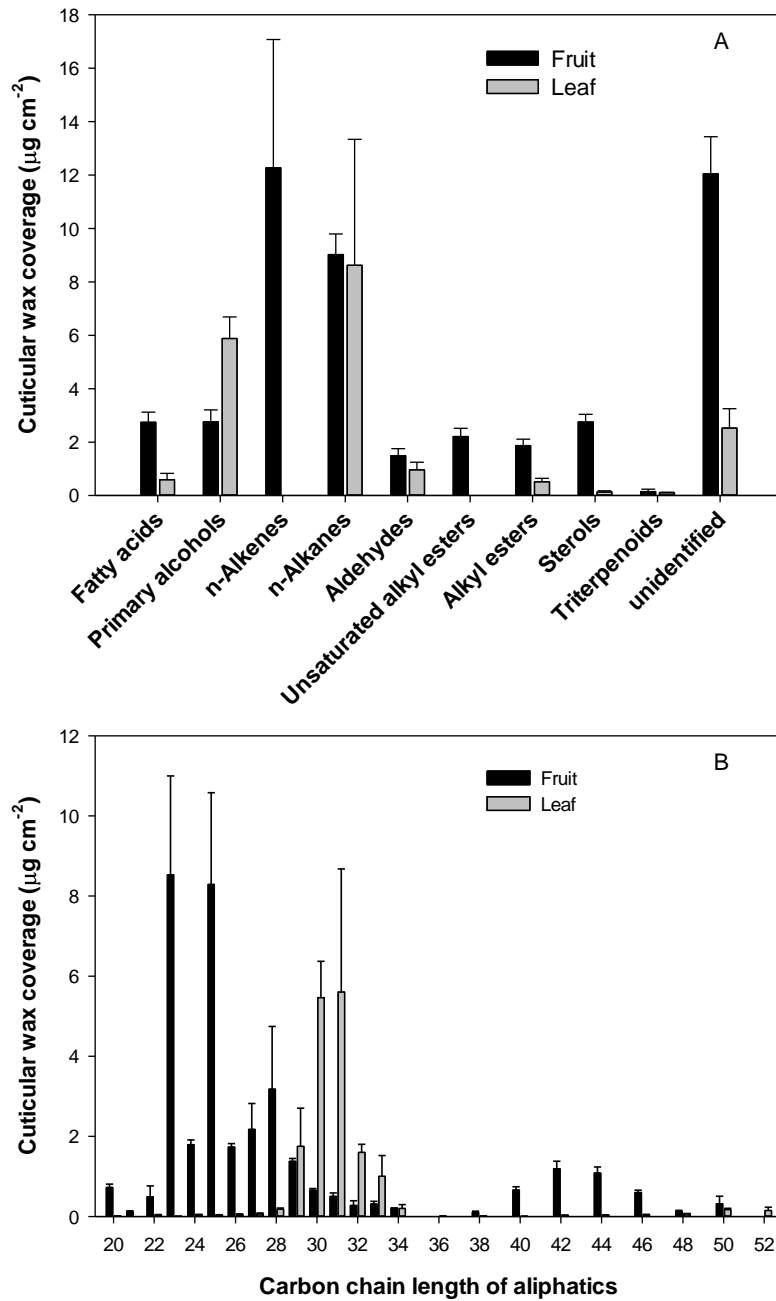 18
16
14
12
10
8
6
4
2
0
Cuticular wax coverage (µg cm-2)
A
Fruit
Leaf
Fatty acids
Primary alcohols
n-Alkenes
n-Alkanes
Aldehydes
Unsaturated alkyl esters
Alkyl esters
Sterols
Triterpenoids
unidentified
12
10
8
6
4
2
0
Cuticular wax coverage (µg cm-2)
B
Fruit
Leaf
20 22 24 26 28 30 32 34 36 38 40 42 44 46 48 50 52
Carbon chain length of aliphatics